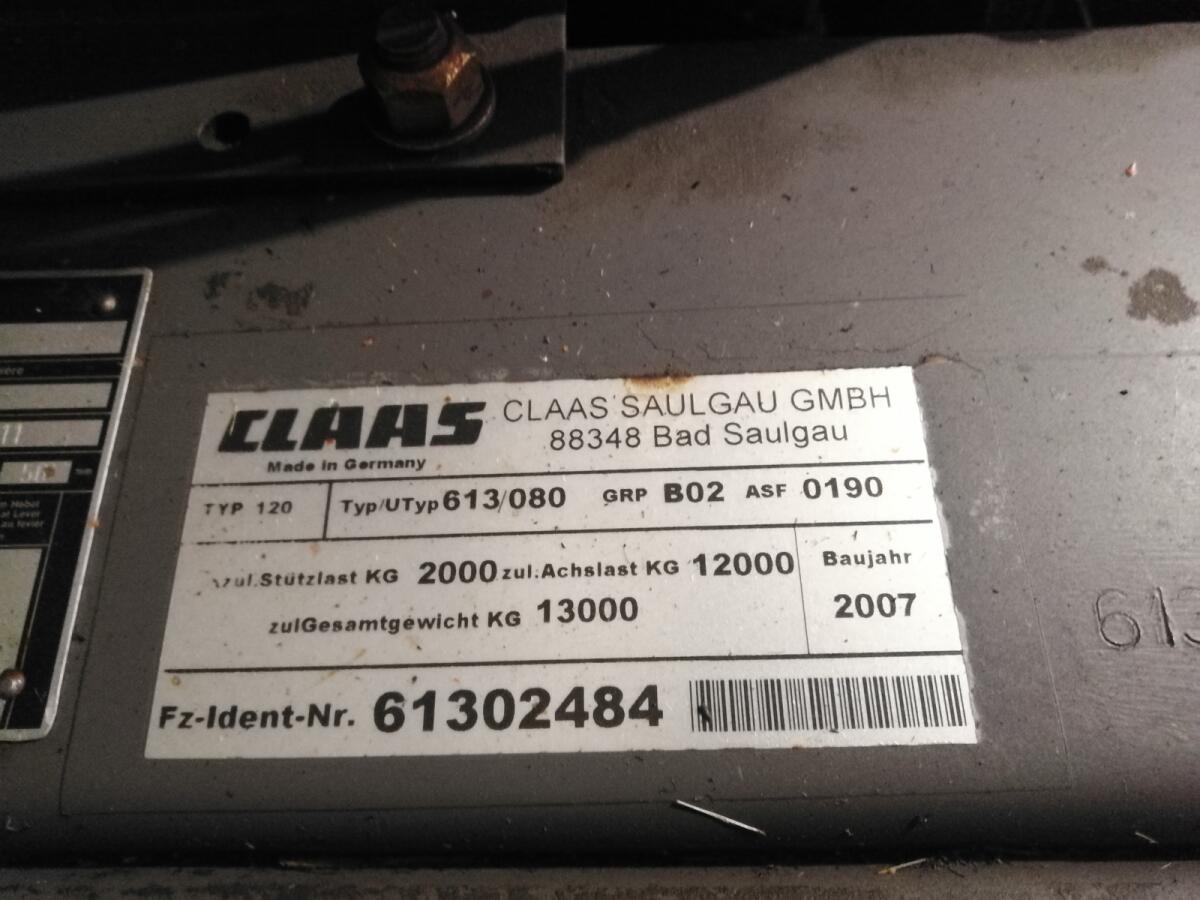 CLAAS
Made in Germany
CLAAS SAULGAU GMBH
88348 Bad Saulgau
TYP 120
Typ/UTyp 613/080 GRP B02 ASF 0190
zul.Stützlast KG 2000 zul.Achslast KG 12000
zulGesamtgewicht KG 13000
Baujahr
2007
Fz-Ident-Nr. 61302484
613